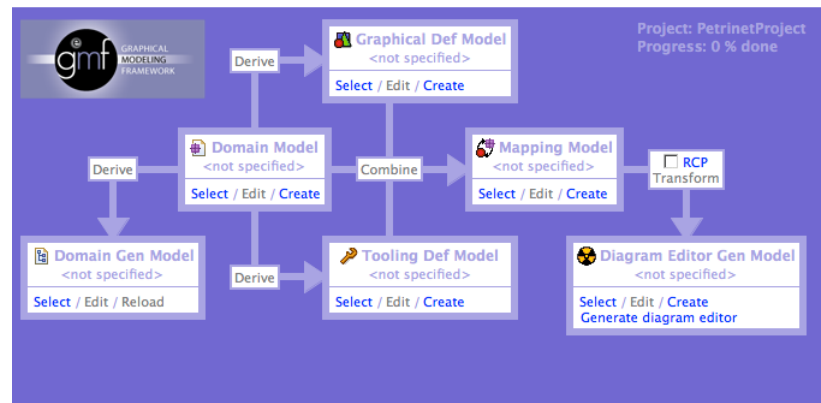 gmf
GRAPHICAL
MODELING
FRAMEWORK
Project: PetrinetProject
Progress: 0 % done
Derive
Graphical Def Model
<not specified>
Select / Edit / Create
Derive
Domain Model
<not specified>
Select / Edit / Create
Combine
Mapping Model
<not specified>
Select / Edit / Create
RCP
Transform
Domain Gen Model
<not specified>
Select / Edit / Reload
Derive
Tooling Def Model
<not specified>
Select / Edit / Create
Diagram Editor Gen Model
<not specified>
Select / Edit / Create
Generate diagram editor